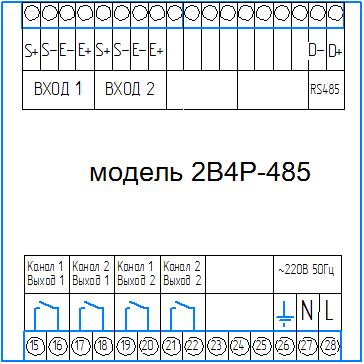 S+ S- E- E+ S+ S- E- E+ D- D+
ВХОД 1 ВХОД 2 RS485
модель 2В4Р-485
Канал 1 Канал 2 Канал 1 Канал 2 ~220В 50Гц
Выход 1 Выход 1 Выход 2 Выход 2
N L
15 16 17 18 19 20 21 22 23 24 25 26 27 28